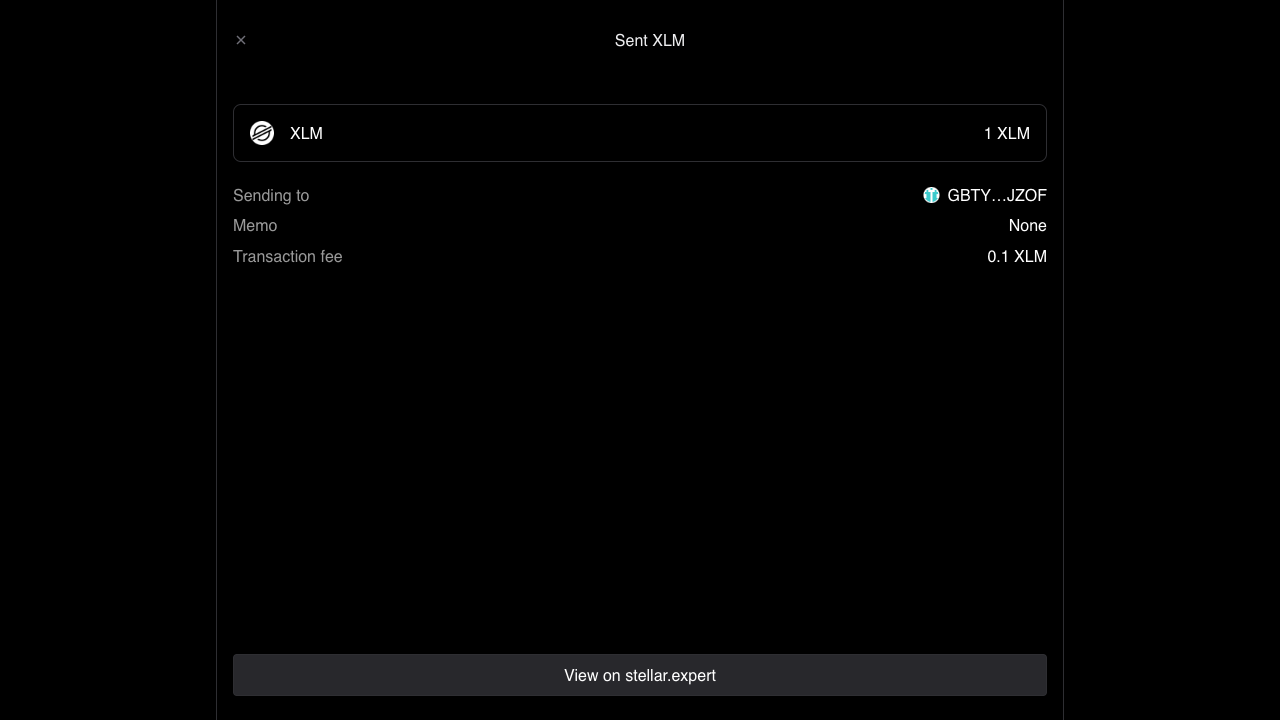 Sent XLM
XLM 1 XLM
Sending to GBTY…JZOF
Memo None
Transaction fee 0.1 XLM
View on stellar.expert